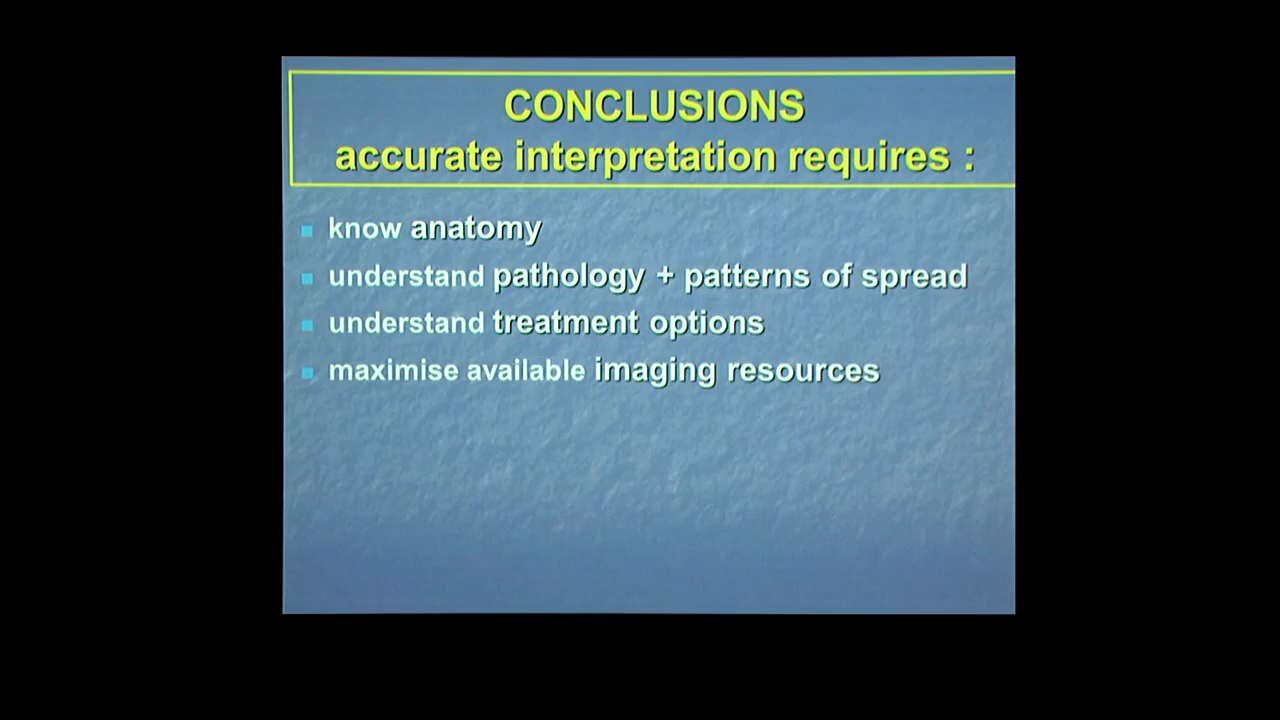 CONCLUSIONS
accurate interpretation requires :
know anatomy
understand pathology + patterns of spread
understand treatment options
maximise available imaging resources